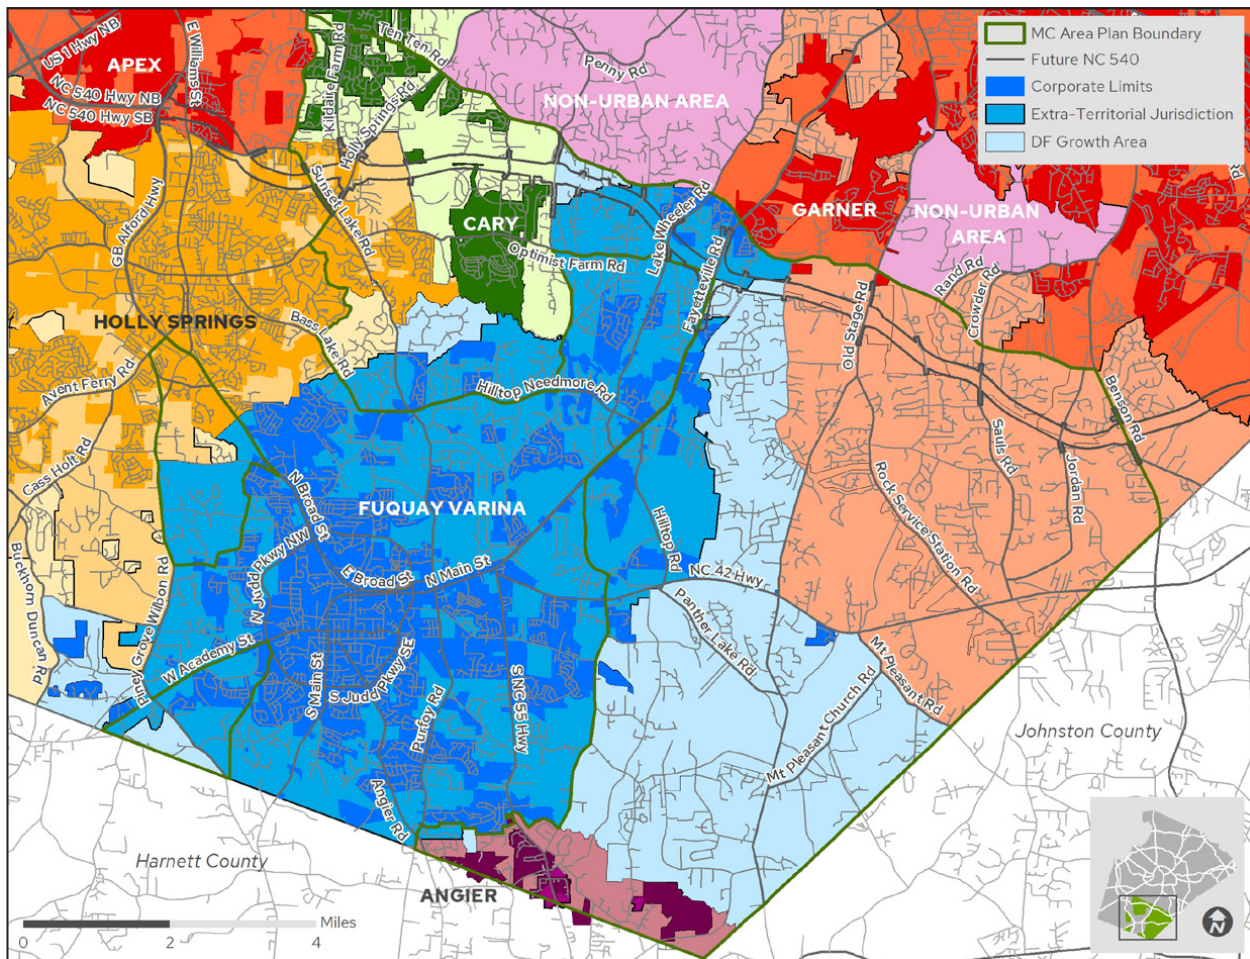 MC Area Plan Boundary
Future NC 540
Corporate Limits
Extra-Territorial Jurisdiction
DF Growth Area
US 1 Hwy NB
E Williams St
APEX
NC 540 Hwy NB
NC 540 Hwy SB
Kildaire Farm Rd
Ten Ten Rd
Holly Springs Rd
Penny Rd
NON-URBAN AREA
GB Alford Hwy
Sunset Lake Rd
CARY
Optimist Farm Rd
Lake Wheeler Rd
Fayetteville Rd
GARNER
NON-URBAN
AREA
Rand Rd
Crowder Rd
Old Stage Rd
HOLLY SPRINGS
Bass Lake Rd
Avent Ferry Rd
Hilltop Needmore Rd
Benson Rd
Cass Holt Rd
Sauls Rd
Jordan Rd
N Broad St
FUQUAY VARINA
Rock Service Station Rd
Hilltop Rd
N Judd Pkwy NW
E Broad St
N Main St
NC 42 Hwy
Buckhorn Duncan Rd
Piney Grove Wilbon Rd
Panther Lake Rd
W Academy St
S Main St
S Judd Pkwy SE
Purfoy Rd
S NC 55 Hwy
Mt Pleasant Rd
Mt Pleasant Church Rd
Johnston County
Angier Rd
Harnett County
ANGIER
0
2
4
Miles
N